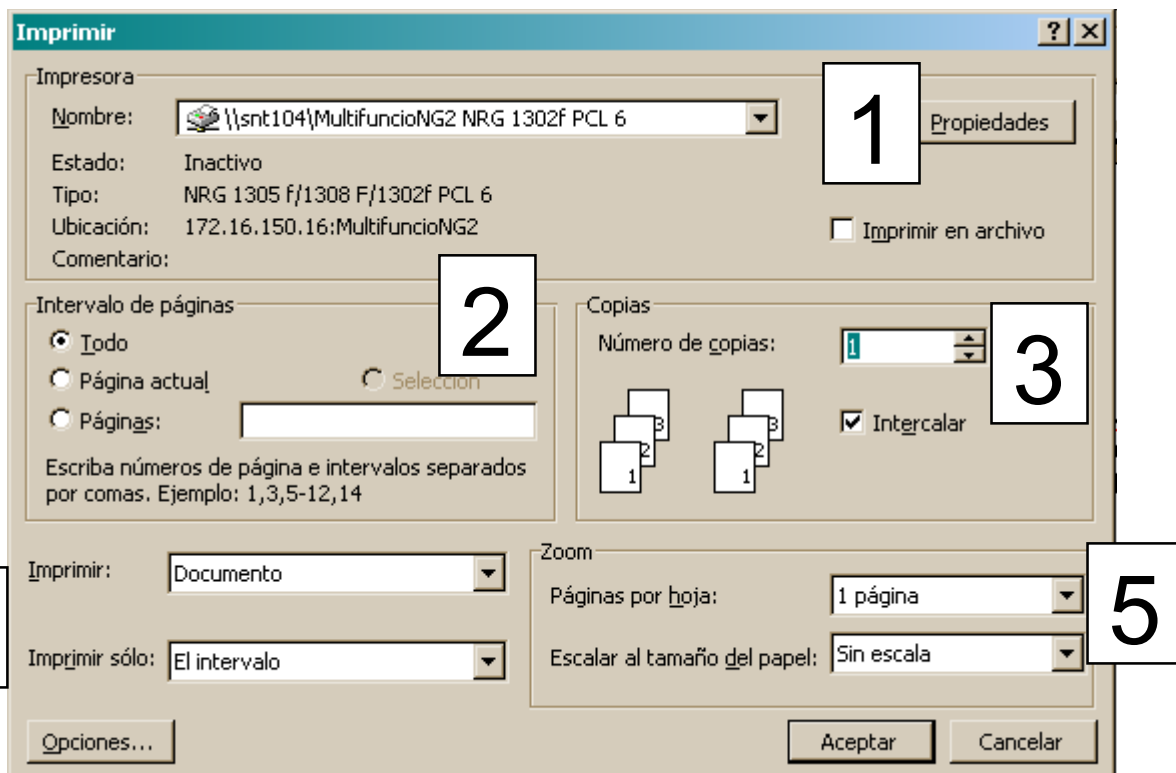 Imprimir
Impresora
Nombre: \\snt104\MultifuncioNG2 NRG 1302f PCL 6
1
Propiedades
Estado: Inactivo
Tipo: NRG 1305 f/1308 F/1302f PCL 6
Ubicación: 172.16.150.16:MultifuncioNG2
Imprimir en archivo
Comentario:
2
Intervalo de páginas
Todo
Página actual Selección
Páginas:
Escriba números de página e intervalos separados
por comas. Ejemplo: 1,3,5-12,14
Copias
Número de copias: 1
3
Intercalar
1 2 3
1 2 3
Imprimir: Documento
Imprimir sólo: El intervalo
Zoom
Páginas por hoja: 1 página
5
Escalar al tamaño del papel: Sin escala
Opciones...
Aceptar
Cancelar